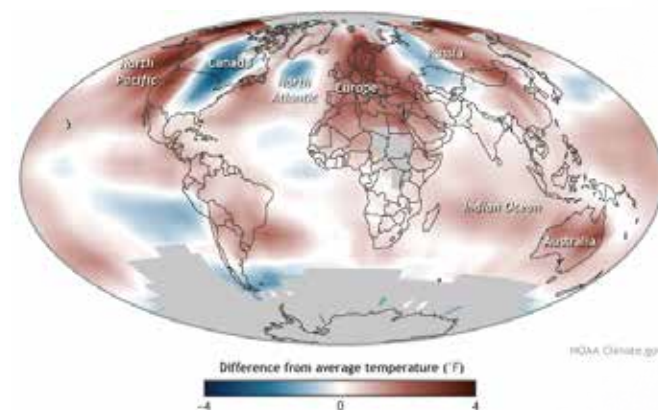 North
Pacific
Canada
North
Atlantic
Europe
Russia
Indian Ocean
Australia
NOAA Climate.gov
Difference from average temperature (°F)
-4 0 4